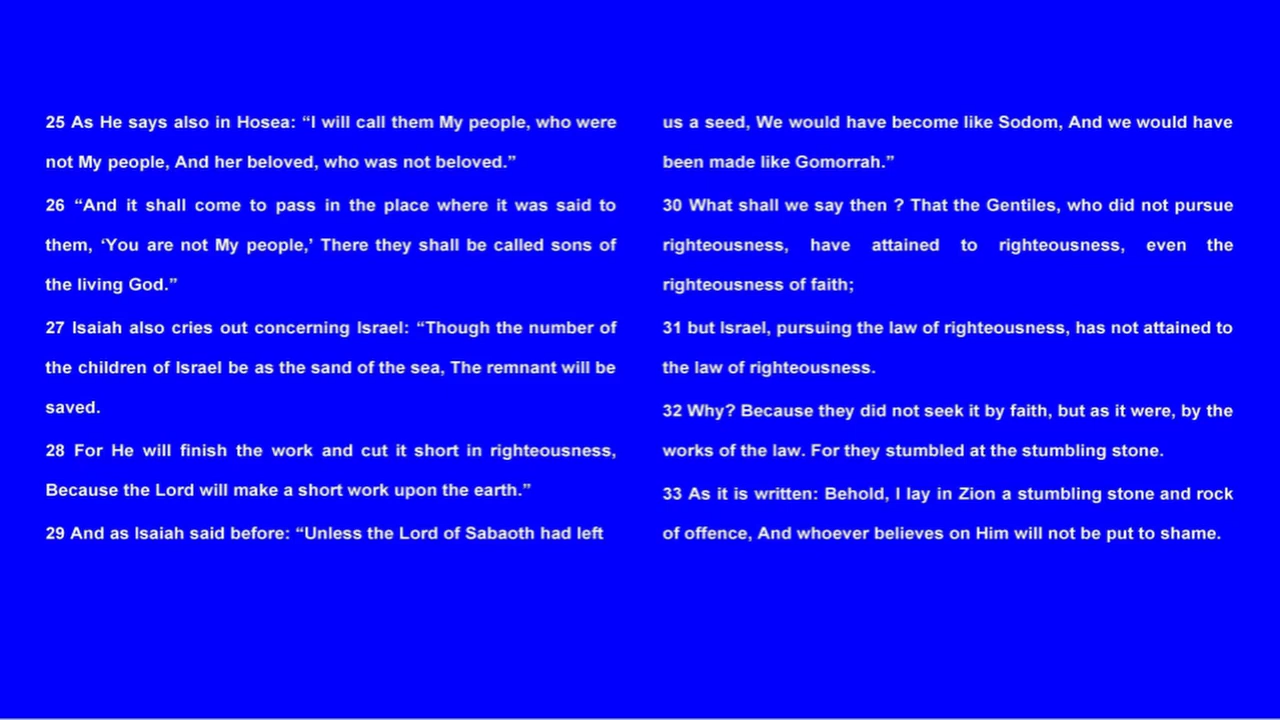 25 As He says also in Hosea: “I will call them My people, who were
not My people, And her beloved, who was not beloved.”
26 “And it shall come to pass in the place where it was said to
them, ‘You are not My people,’ There they shall be called sons of
the living God.”
27 Isaiah also cries out concerning Israel: “Though the number of
the children of Israel be as the sand of the sea, The remnant will be
saved.
28 For He will finish the work and cut it short in righteousness,
Because the Lord will make a short work upon the earth.”
29 And as Isaiah said before: “Unless the Lord of Sabaoth had left
us a seed, We would have become like Sodom, And we would have
been made like Gomorrah.”
30 What shall we say then ? That the Gentiles, who did not pursue
righteousness, have attained to righteousness, even the
righteousness of faith;
31 but Israel, pursuing the law of righteousness, has not attained to
the law of righteousness.
32 Why? Because they did not seek it by faith, but as it were, by the
works of the law. For they stumbled at the stumbling stone.
33 As it is written: Behold, I lay in Zion a stumbling stone and rock
of offence, And whoever believes on Him will not be put to shame.